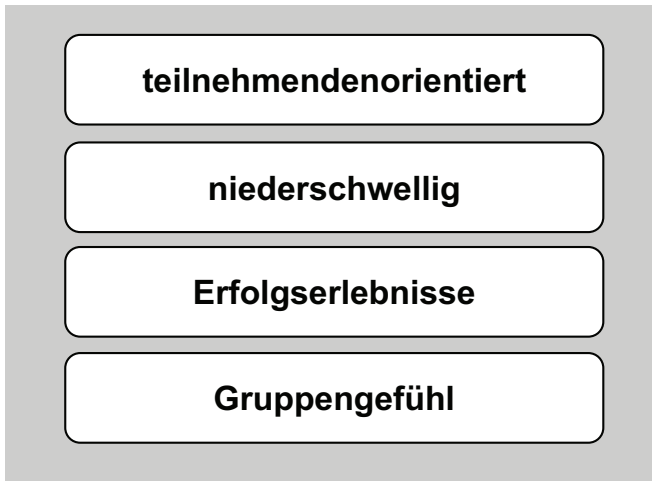 teilnehmendenorientiert
niederschwellig
Erfolgserlebnisse
Gruppengefühl